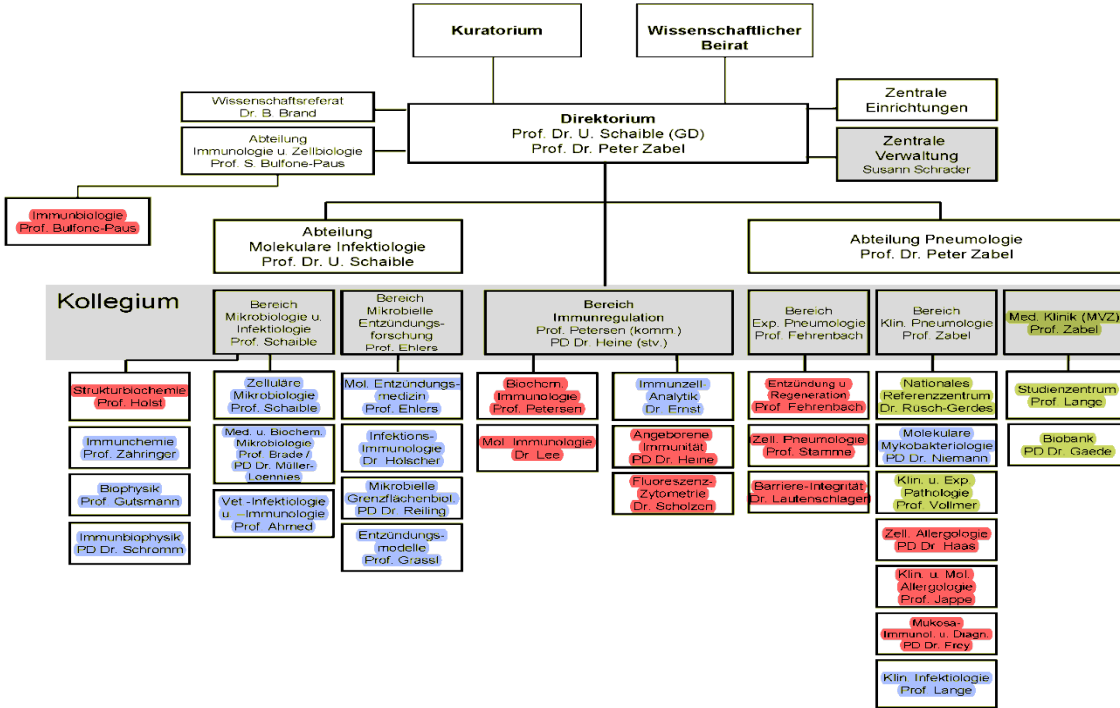 Kuratorium
Wissenschaftlicher
Beirat
Wissenschaftsreferat
Dr. B. Brand
Abteilung
Immunologie u. Zellbiologie
Prof. S. Bulfone-Paus
Direktorium
Prof. Dr. U. Schaible (GD)
Prof. Dr. Peter Zabel
Zentrale
Einrichtungen
Zentrale
Verwaltung
Susann Schrader
Immunbiologie
Prof. Bulfone-Paus
Abteilung
Molekulare Infektiologie
Prof. Dr. U. Schaible
Abteilung Pneumologie
Prof. Dr. Peter Zabel
Kollegium
Bereich
Mikrobiologie u.
Infektiologie
Prof. Schaible
Bereich
Mikrobielle
Entzündungs-
forschung
Prof. Ehlers
Bereich
Immunregulation
Prof. Petersen (komm.)
PD Dr. Heine (stv.)
Bereich
Exp. Pneumologie
Prof. Fehrenbach
Bereich
Klin. Pneumologie
Prof. Zabel
Med. Klinik (MVZ)
Prof. Zabel
Strukturbiochemie
Prof. Holst
Immunchemie
Prof. Zähringer
Biophysik
Prof. Gutsmann
Immunbiophysik
PD Dr. Schromm
Zelluläre
Mikrobiologie
Prof. Schaible
Med. u. Biochem.
Mikrobiologie
Prof. Brade /
PD Dr. Müller-
Loennies
Vet.-Infektiologie
u. –Immunologie
Prof. Ahmed
Mol. Entzündungs-
medizin
Prof. Ehlers
Infektions-
Immunologie
Dr. Hölscher
Mikrobielle
Grenzflächenbiol.
PD Dr. Reiling
Entzündungs-
modelle
Prof. Grassl
Biochem.
Immunologie
Prof. Petersen
Mol. Immunologie
Dr. Lee
Immunzell-
Analytik
Dr. Ernst
Angeborene
Immunität
PD Dr. Heine
Fluoreszenz-
Zytometrie
Dr. Scholzen
Entzündung u.
Regeneration
Prof. Fehrenbach
Zell. Pneumologie
Prof. Stamme
Barriere-Integrität
Dr. Lautenschlager
Nationales
Referenzzentrum
Dr. Rüsch-Gerdes
Molekulare
Mykobakteriologie
PD Dr. Niemann
Klin. u. Exp.
Pathologie
Prof. Vollmer
Zell. Allergologie
PD Dr. Haas
Klin. u. Mol.
Allergologie
Prof. Jappe
Mukosa-
Immunol. u. Diagn.
PD Dr. Frey
Klin. Infektiologie
Prof. Lange
Studienzentrum
Prof. Lange
Biobank
PD Dr. Gaede